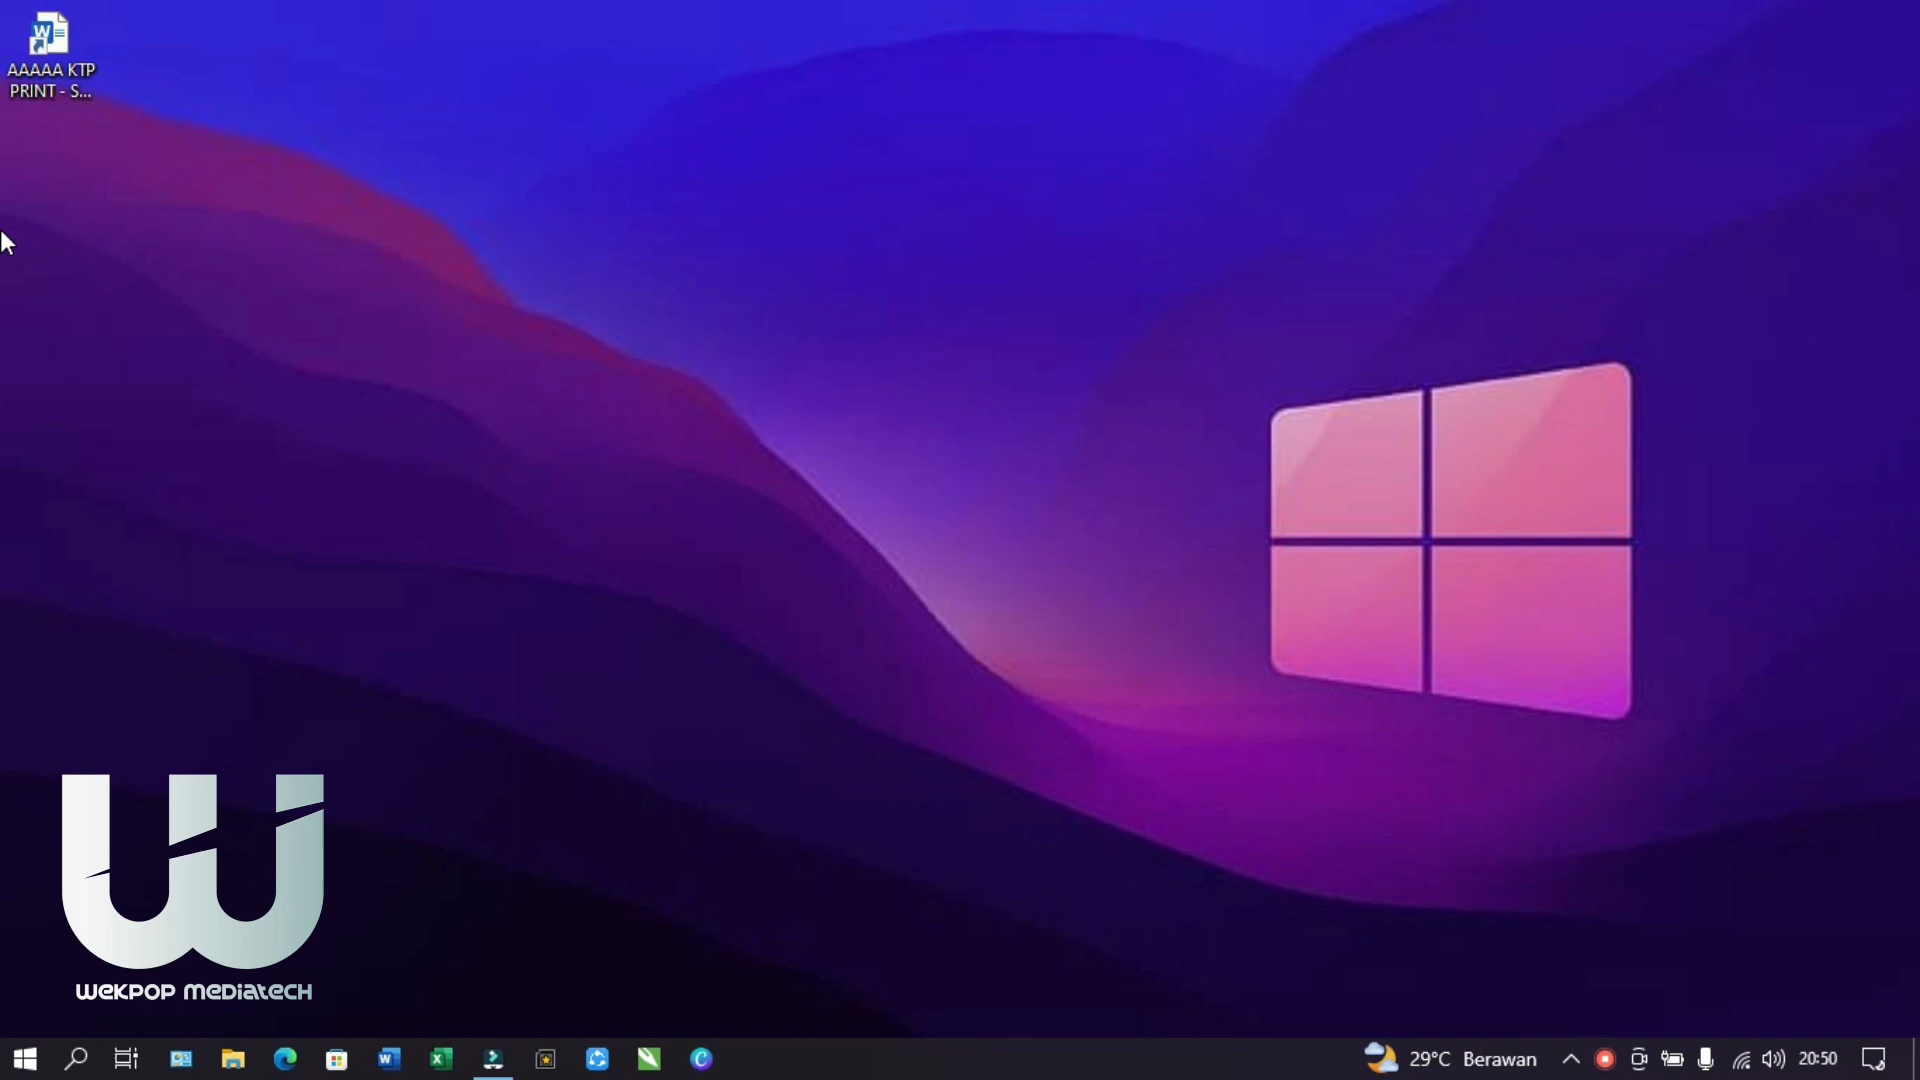 AAAAA KTP
PRINT - S...
WEKPOP MEDIATECH
29°C Berawan
20:50